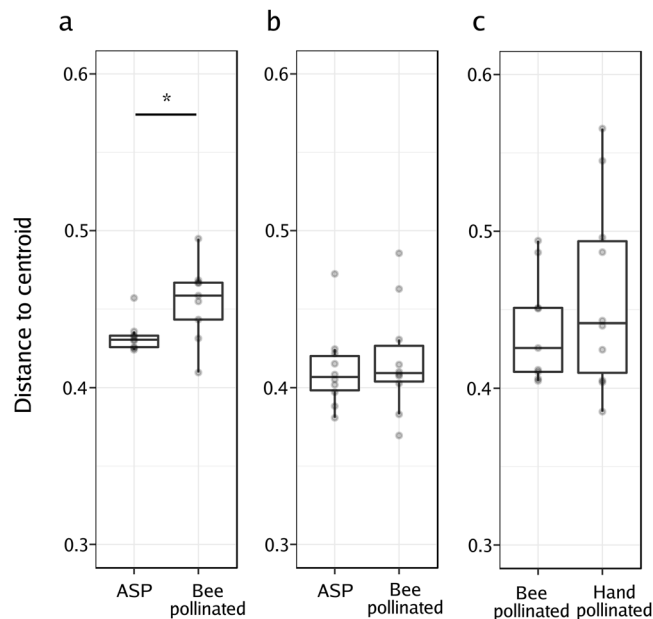 a b c
Distance to centroid
0.6 0.6 0.6
*
0.5 0.5 0.5
0.4 0.4 0.4
0.3 0.3 0.3
ASP Bee pollinated
ASP Bee pollinated
Bee pollinated Hand pollinated